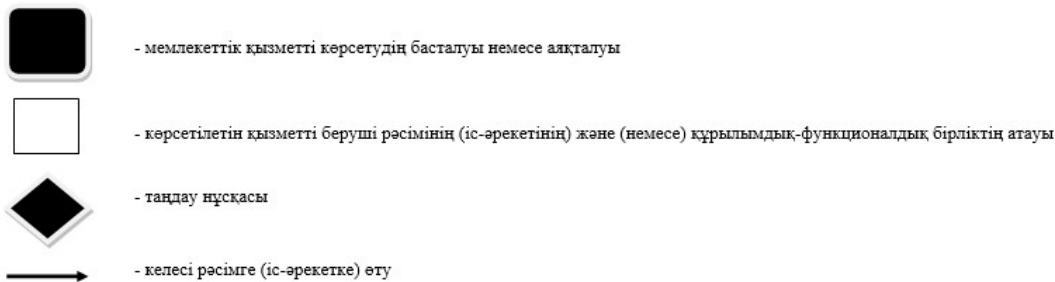 - мемлекеттік қызметті көрсетудің басталуы немесе аяқталуы
- көрсетілетін қызметті беруші рәсімінің (іс-әрекетінің) және (немесе) құрылымдық-функционалдық бірліктің атауы
- таңдау нұсқасы
- келесі рәсімге (іс-әрекетке) өту